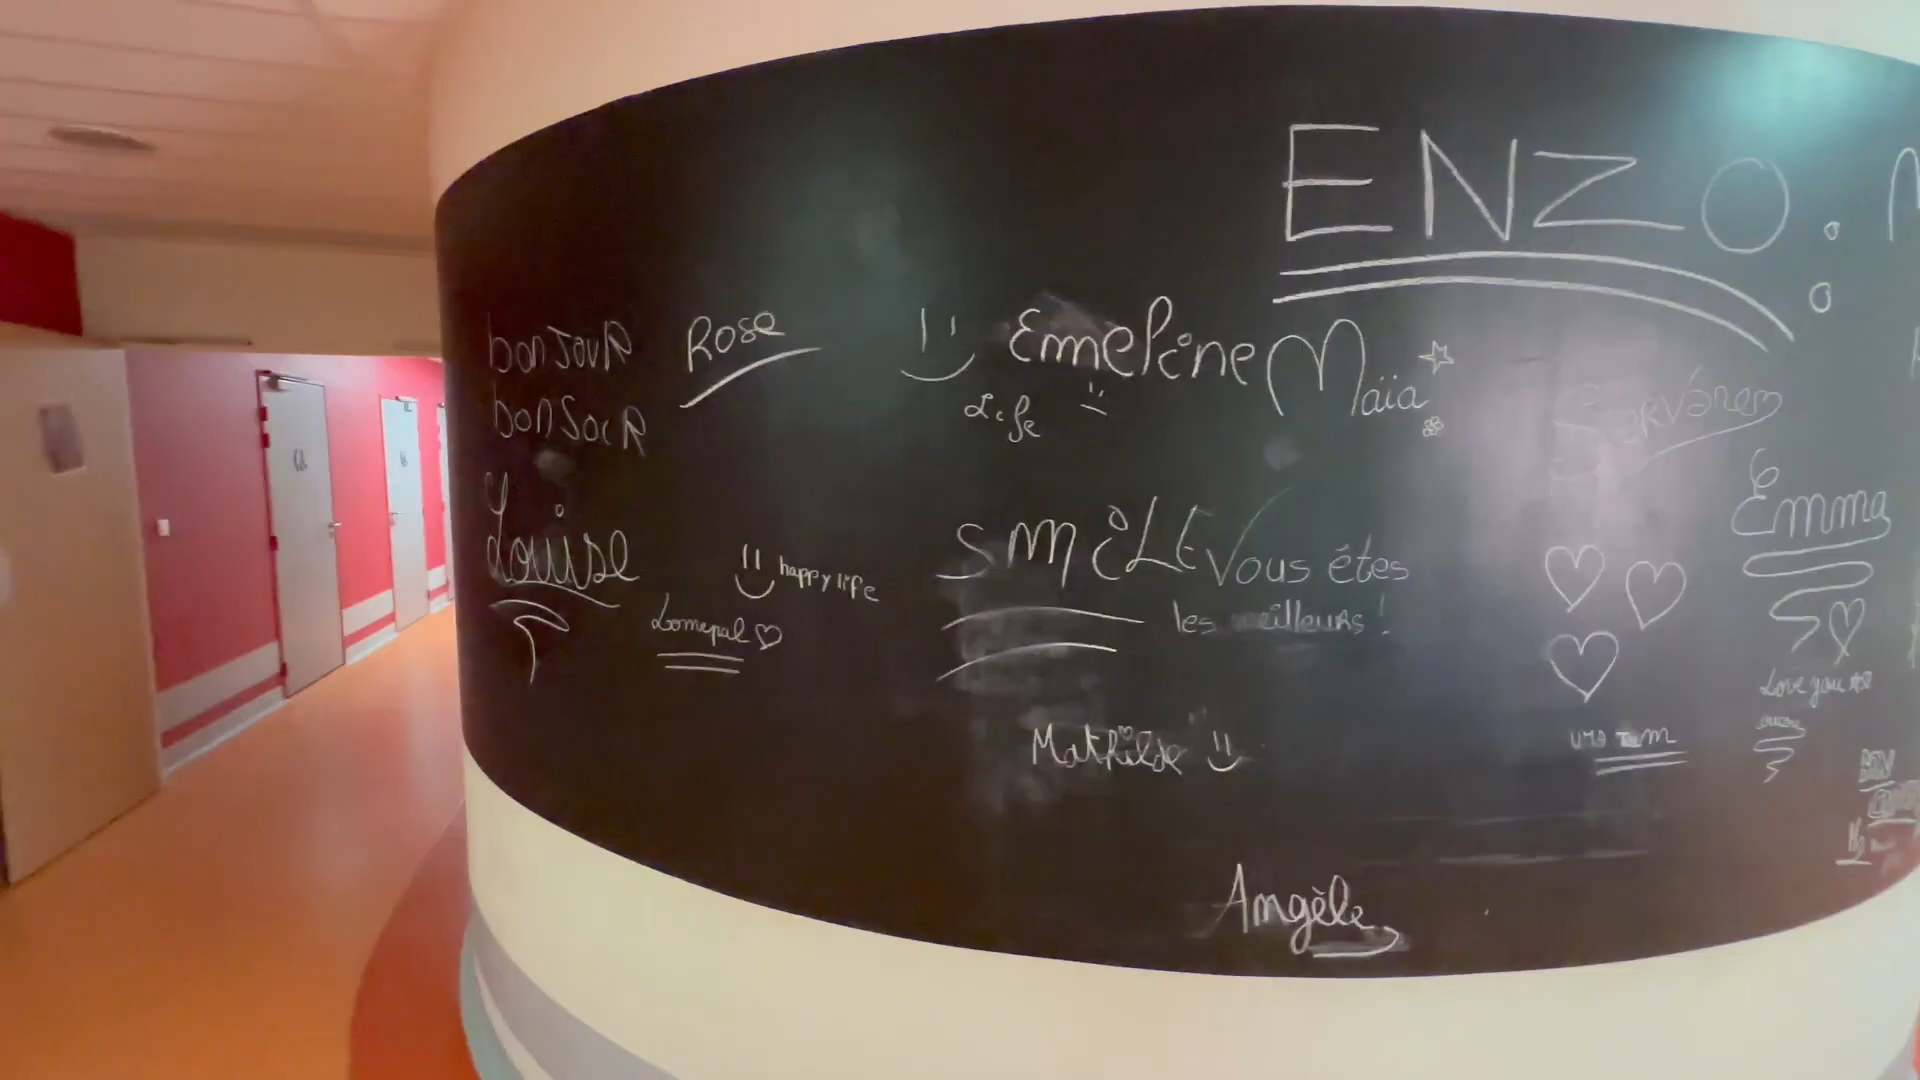 ENZO.
bonJouR
Rose
Emeline
Maïa
Life
bonSoiR
Louise
happy life
Lomepal
SMiLE
Vous êtes
les meilleurs !
Emma
Love you
Mathilde
BON
Angèle